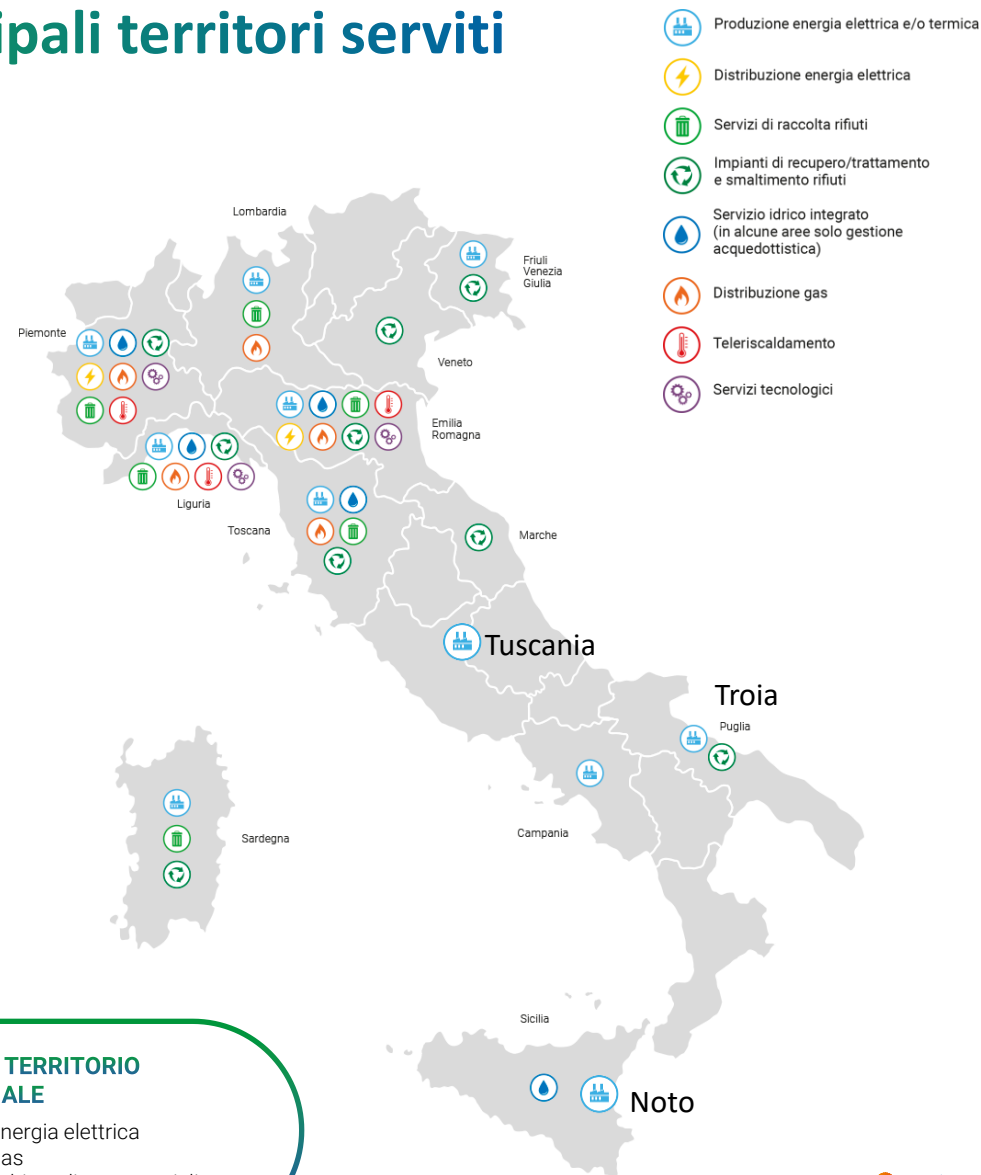 ipali territori serviti
Produzione energia elettrica e/o termica
Distribuzione energia elettrica
Servizi di raccolta rifiuti
Impianti di recupero/trattamento
e smaltimento rifiuti
Servizio idrico integrato
(in alcune aree solo gestione
acquedottistica)
Distribuzione gas
Teleriscaldamento
Servizi tecnologici
Lombardia
Friuli
Venezia
Giulia
Piemonte
Veneto
Emilia
Romagna
Liguria
Toscana
Marche
Tuscania
Troia
Puglia
Campania
Sardegna
Sicilia
Noto
TERRITORIO
ALE
nergia elettrica
as